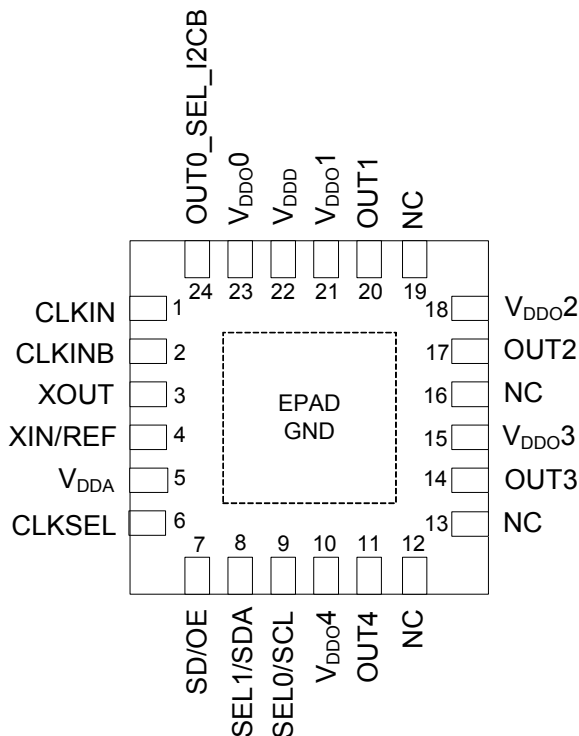 OUT0_SEL_I2CB
VDDO0
VDDD
VDDO1
OUT1
NC
24
23
22
21
20
19
CLKIN 1
CLKINB 2
XOUT 3
XIN/REF 4
VDDA 5
CLKSEL 6
EPAD
GND
18 VDDO2
17 OUT2
16 NC
15 VDDO3
14 OUT3
13 NC
7
8
9
10
11
12
SD/OE
SEL1/SDA
SEL0/SCL
VDDO4
OUT4
NC